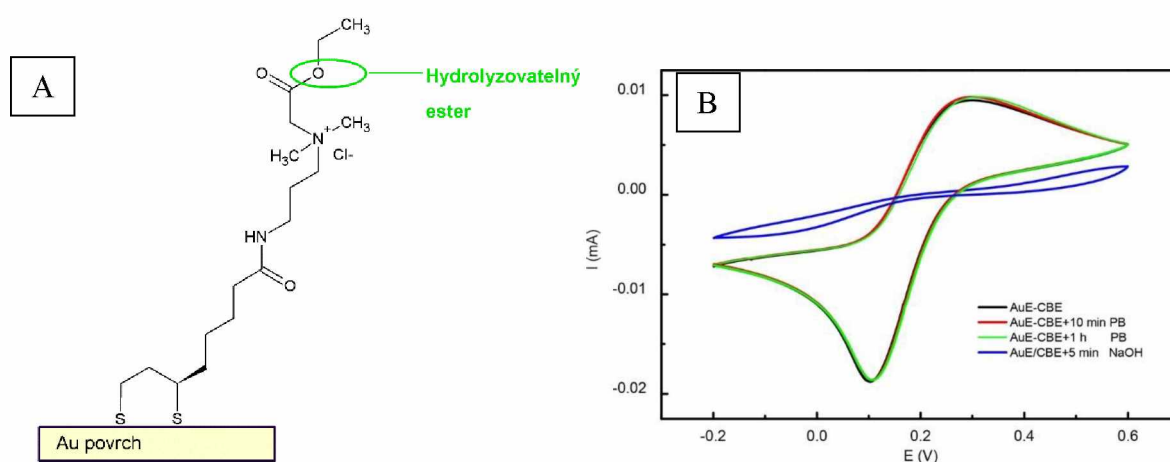 A
CH3
O
O
Hydrolyzovatelný
ester
CH3
N+
H3C
Cl-
HN
O
S
S
Au povrch
B
0.01
0.00
-0.01
-0.02
I (mA)
AuE-CBE
AuE-CBE+10 min PB
AuE-CBE+1 h PB
AuE/CBE+5 min NaOH
-0.2
0.0
0.2
0.4
0.6
E (V)